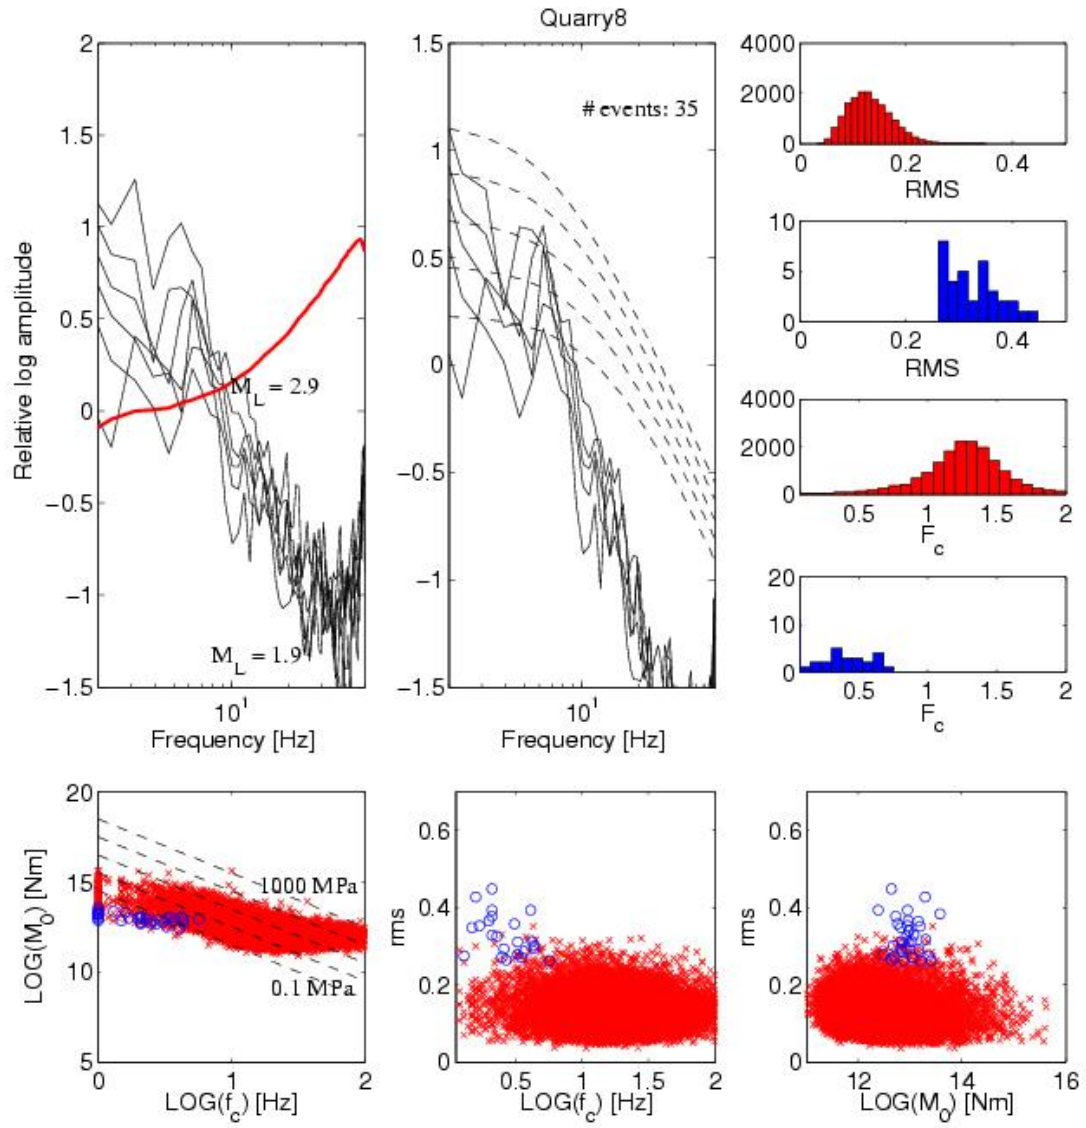 Quarry8
2
1.5
1
0.5
0
−0.5
−1
−1.5
Relative log amplitude
M_L = 2.9
M_L = 1.9
10^1
Frequency [Hz]
1.5
1
0.5
0
−0.5
−1
−1.5
# events: 35
10^1
Frequency [Hz]
4000
2000
0
0 0.2 0.4
RMS
10
5
0
0 0.2 0.4
RMS
4000
2000
0
0.5 1 1.5 2
F_c
20
10
0
0.5 1 1.5 2
F_c
20
15
10
5
LOG(M_0) [Nm]
1000 MPa
0.1 MPa
0 1 2
LOG(f_c) [Hz]
0.6
0.4
0.2
0
rms
0.5 1 1.5 2
LOG(f_c) [Hz]
0.6
0.4
0.2
0
rms
12 14 16
LOG(M_0) [Nm]